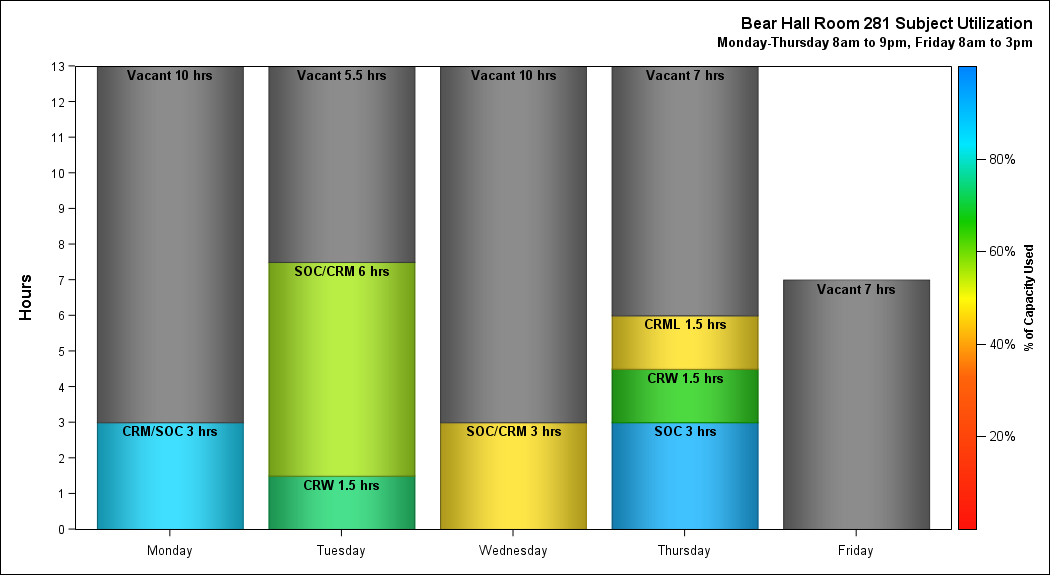 Bear Hall Room 281 Subject Utilization
Monday-Thursday 8am to 9pm, Friday 8am to 3pm
Hours
13
12
11
10
9
8
7
6
5
4
3
2
1
0
Vacant 10 hrs
CRM/SOC 3 hrs
Vacant 5.5 hrs
SOC/CRM 6 hrs
CRW 1.5 hrs
Vacant 10 hrs
SOC/CRM 3 hrs
Vacant 7 hrs
CRML 1.5 hrs
CRW 1.5 hrs
SOC 3 hrs
Vacant 7 hrs
Monday
Tuesday
Wednesday
Thursday
Friday
80%
60%
40%
20%
% of Capacity Used